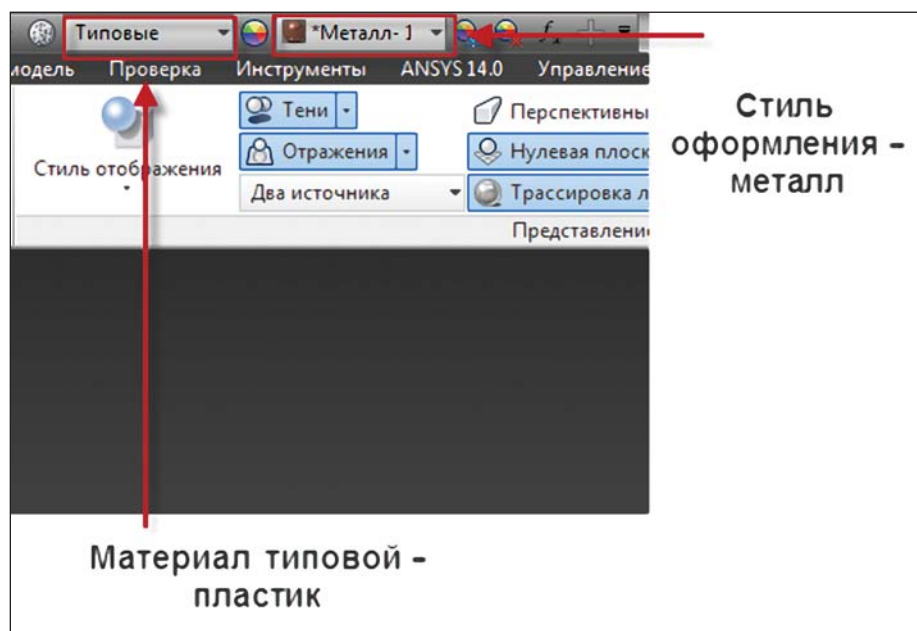 Типовые *Металл- 1
модель Проверка Инструменты ANSYS 14.0 Управление
Тени Перспективны
Стиль отображения Отражения Нулевая плоск
Два источника Трассировка л
Представлени
Стиль
оформления -
металл
Материал типовой -
пластик